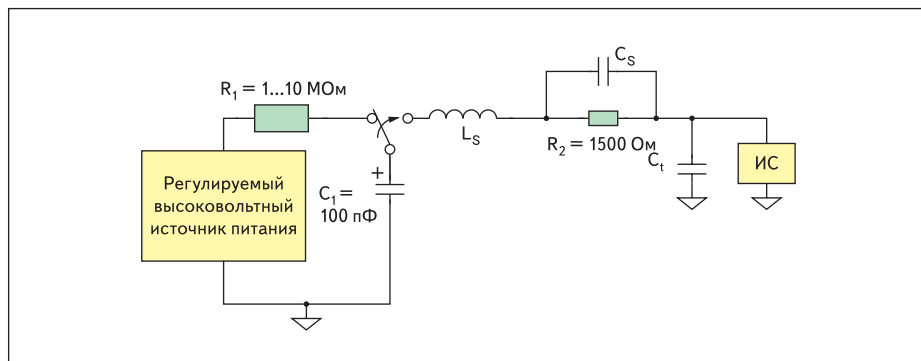 R₁ = 1...10 МОм
Cₛ
Lₛ
R₂ = 1500 Ом
Cₜ
ИС
+
C₁ =
100 пФ
Регулируемый
высоковольтный
источник питания